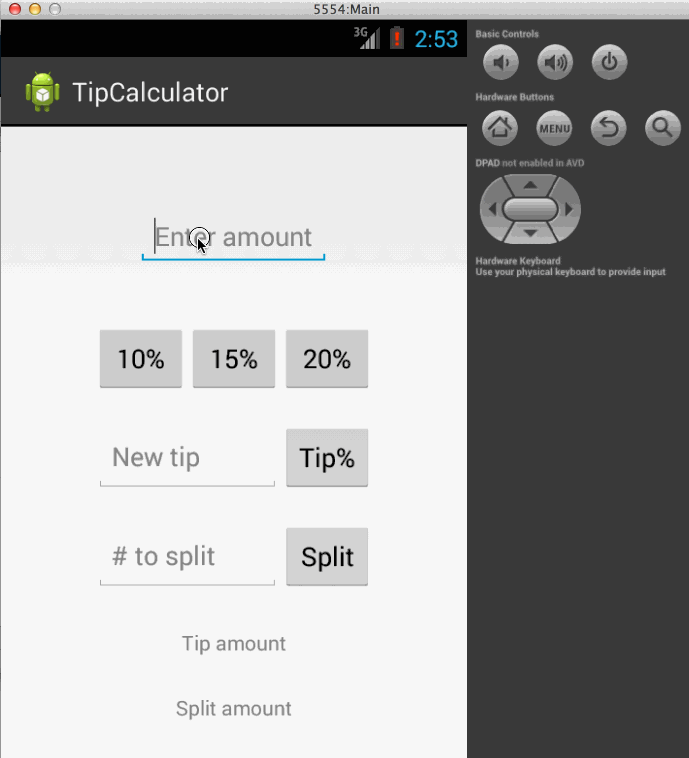 5554:Main
3G 2:53
TipCalculator
Enter amount
10% 15% 20%
New tip Tip%
# to split Split
Tip amount
Split amount
Basic Controls
Hardware Buttons
MENU
DPAD not enabled in AVD
Hardware Keyboard
Use your physical keyboard to provide input